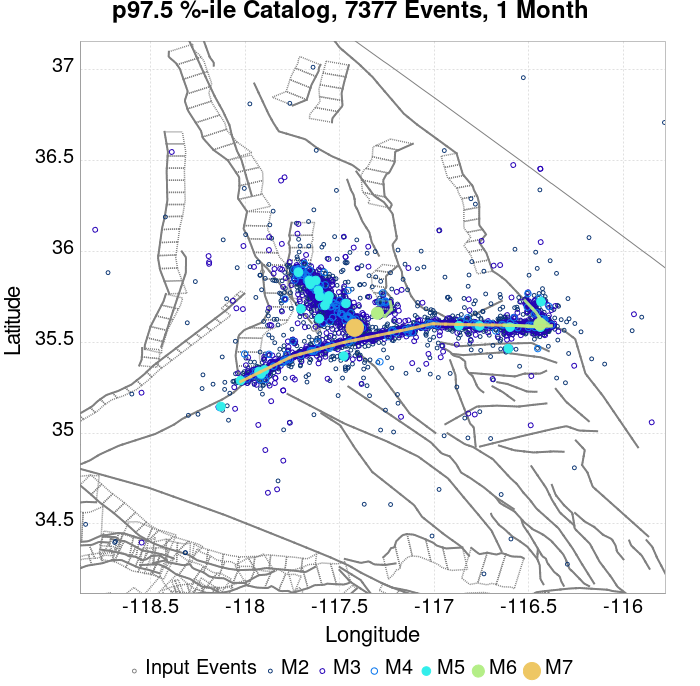 p97.5 %-ile Catalog, 7377 Events, 1 Month
37
36.5
36
35.5
35
34.5
Latitude
-118.5 -118 -117.5 -117 -116.5 -116
Longitude
Input Events M2 M3 M4 M5 M6 M7